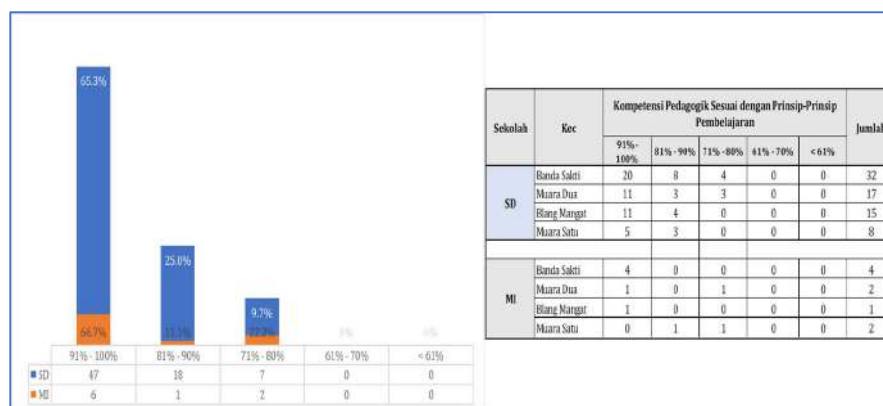 65.3%
25.0%
9.7%
66.7%
11.1%
22.2%
0%
0%
91% - 100% 81% - 90% 71% - 80% 61% - 70% < 61%
SD 47 18 7 0 0
MI 6 1 2 0 0
Sekolah Kec Kompetensi Pedagogik Sesuai dengan Prinsip-Prinsip Pembelajaran Jumlah
91% - 100% 81% - 90% 71% - 80% 61% - 70% < 61%
SD
Banda Sakti 20 8 4 0 0 32
Muara Dua 11 3 3 0 0 17
Blang Mangat 11 4 0 0 0 15
Muara Satu 5 3 0 0 0 8
MI
Banda Sakti 4 0 0 0 0 4
Muara Dua 1 0 1 0 0 2
Blang Mangat 1 0 0 0 0 1
Muara Satu 0 1 1 0 0 2